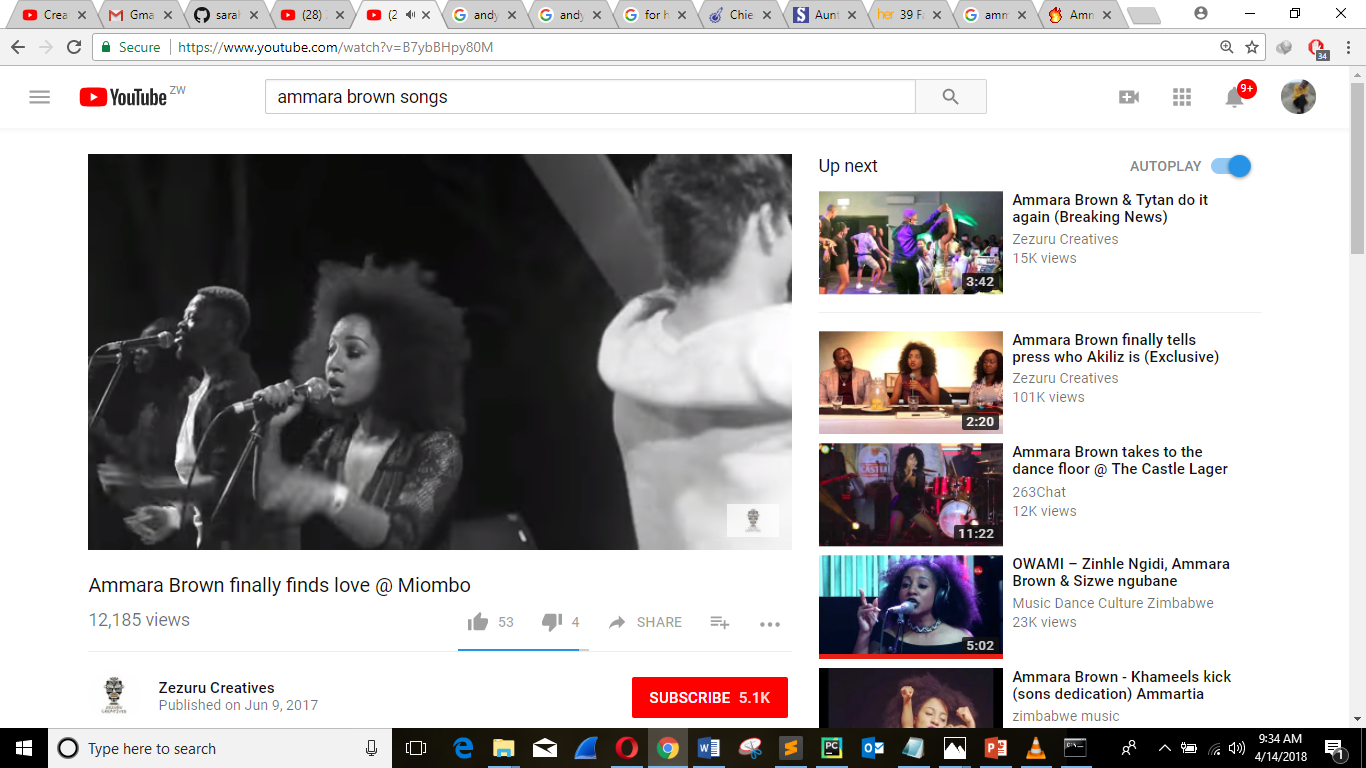 Crea
Gma
sarah
(28)
(2
andy
andy
for h
Chie
Aunt
39 Fa
amm
Amn
Secure
https://www.youtube.com/watch?v=B7ybBHpy80M
34
YouTube ZW
ammara brown songs
9+
Up next
AUTOPLAY
Ammara Brown & Tytan do it
again (Breaking News)
Zezuru Creatives
15K views
3:42
Ammara Brown finally tells
press who Akiliz is (Exclusive)
Zezuru Creatives
101K views
2:20
Ammara Brown takes to the
dance floor @ The Castle Lager
263Chat
12K views
11:22
OWAMI – Zinhle Ngidi, Ammara
Brown & Sizwe ngubane
Music Dance Culture Zimbabwe
23K views
5:02
Ammara Brown - Khameels kick
(sons dedication) Ammartia
zimbabwe music
Ammara Brown finally finds love @ Miombo
12,185 views
53
4
SHARE
Zezuru Creatives
Published on Jun 9, 2017
SUBSCRIBE 5.1K
Type here to search
9:34 AM
4/14/2018
1